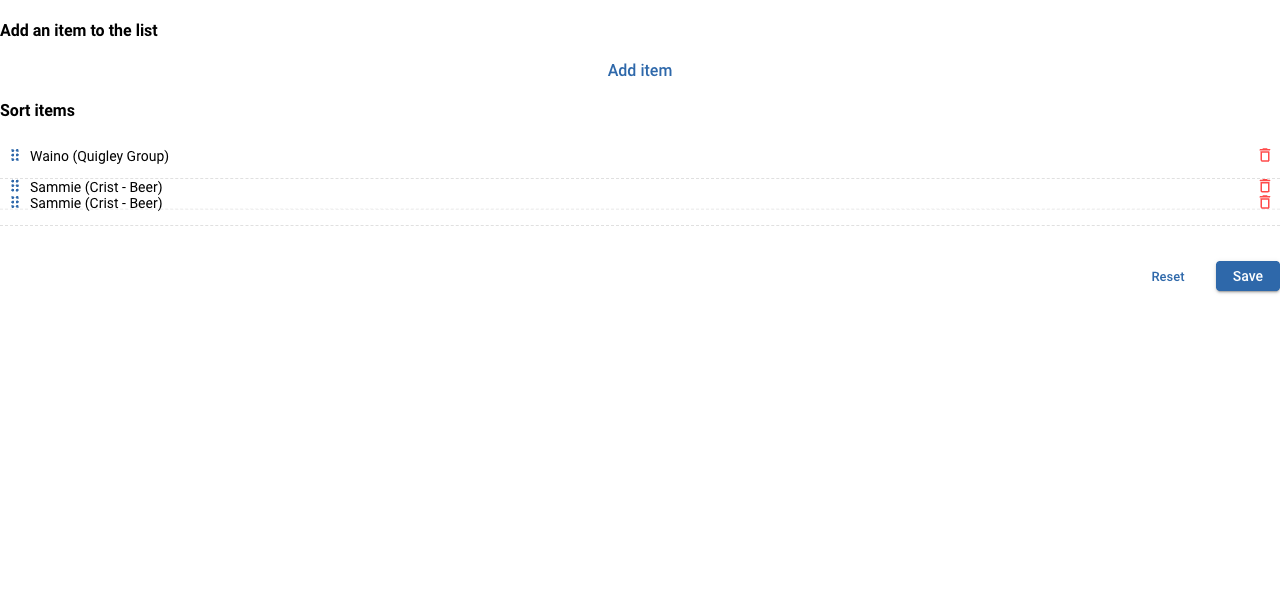 Add an item to the list
Add item
Sort items
Waino (Quigley Group)
Sammie (Crist - Beer)
Sammie (Crist - Beer)
Reset
Save